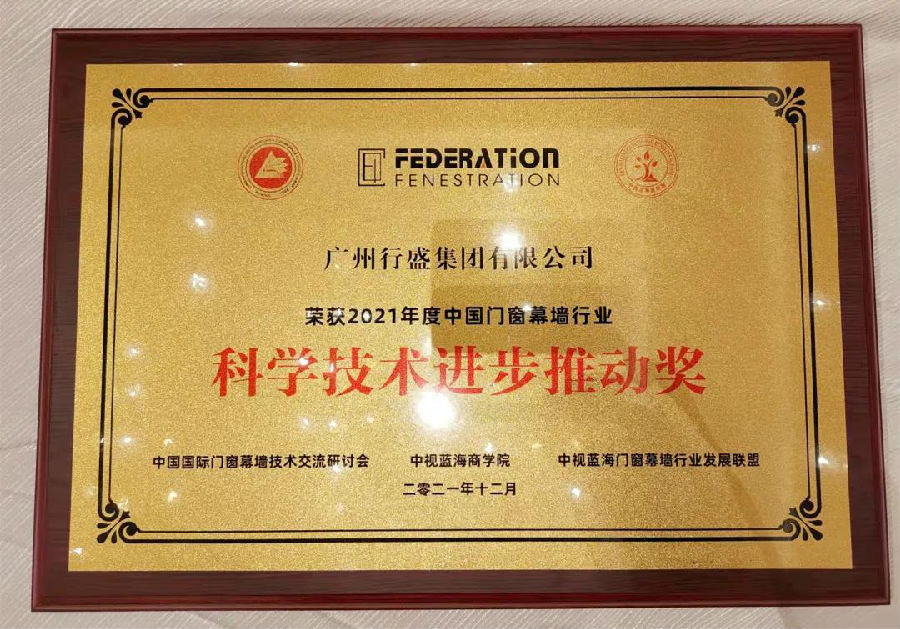 FEDERATION
FENESTRATION
广州行盛集团有限公司
荣获2021年度中国门窗幕墙行业
科学技术进步推动奖
中国国际门窗幕墙技术交流研讨会 中视蓝海商学院 中视蓝海门窗幕墙行业发展联盟
二零二一年十二月